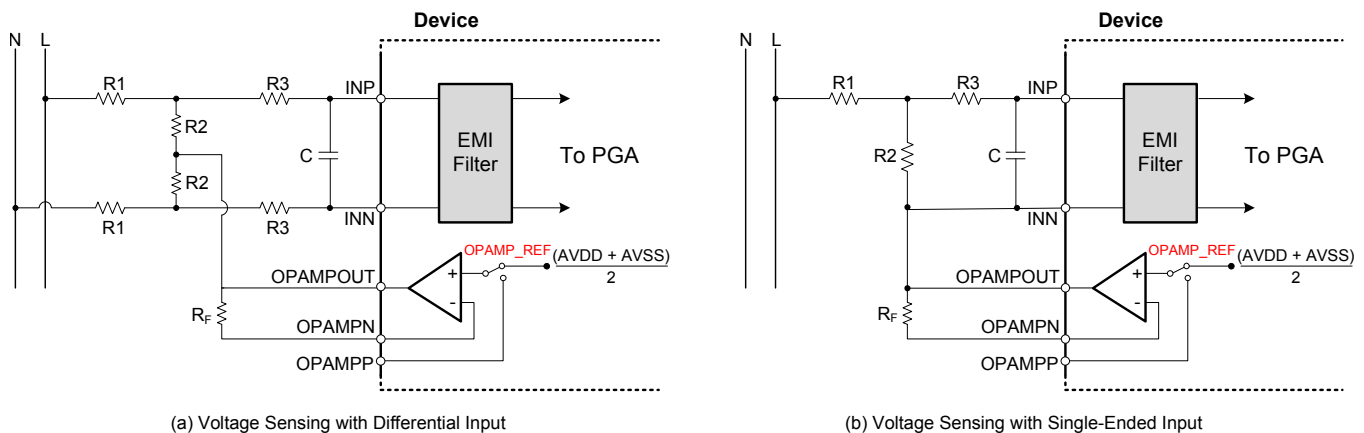 Device
N L
R1
R3
INP
R2
EMI
Filter
C
To PGA
R2
R1
R3
INN
OPAMP_REF
(AVDD + AVSS)
2
+
-
OPAMPOUT
RF
OPAMPN
OPAMPP
(a) Voltage Sensing with Differential Input
Device
N L
R1
R3
INP
R2
C
EMI
Filter
To PGA
INN
OPAMP_REF
(AVDD + AVSS)
2
+
-
OPAMPOUT
RF
OPAMPN
OPAMPP
(b) Voltage Sensing with Single-Ended Input